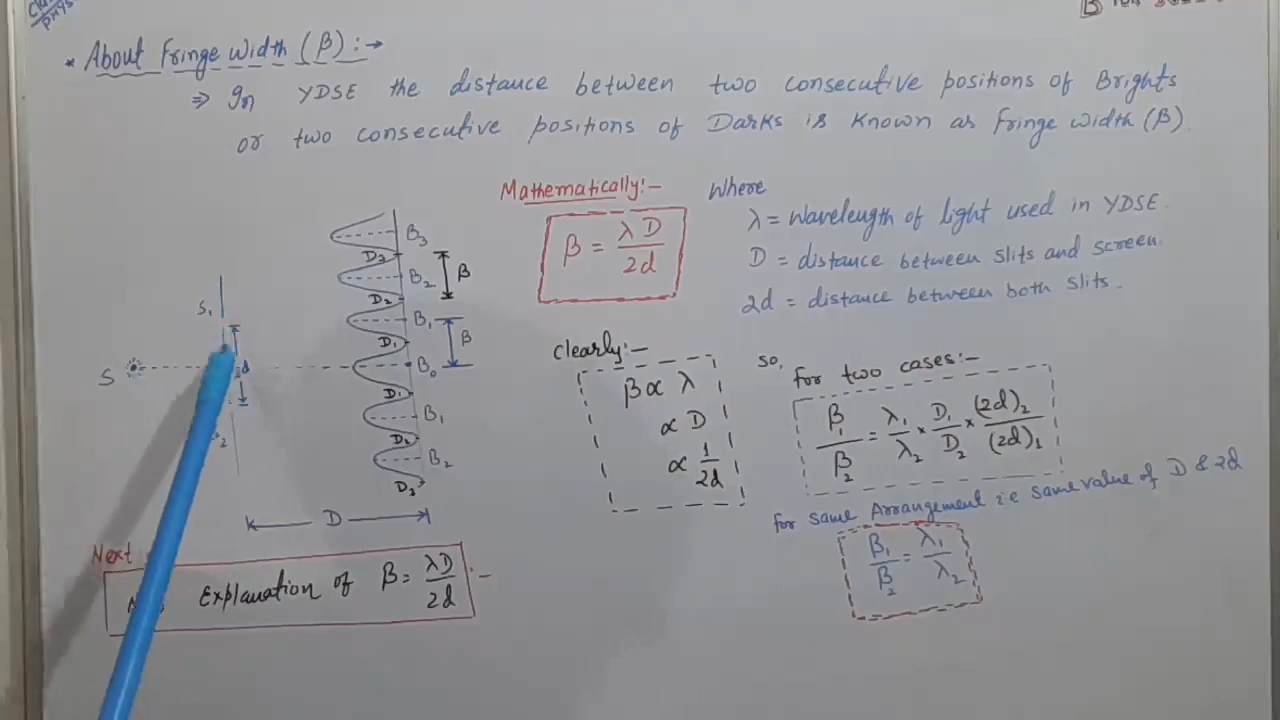 * About Fringe Width (β) :→
⇒ In YDSE the distance between two consecutive positions of Brights
or two consecutive positions of Darks is known as fringe width (β).
Mathematically:-
β = λD/2d
Where
λ = wavelength of light used in YDSE.
D = distance between slits and screen.
2d = distance between both slits.
B3
D3
B2
β
D2
S1
B1
β
D1
S
d
B0
D1
B1
D2
B2
D3
D
Clearly:-
β ∝ λ
∝ D
∝ 1/2d
so, for two cases:-
β1/β2 = λ1/λ2 × D1/D2 × (2d)2/(2d)1
for same Arrangement i.e same value of D & 2d
β1/β2 = λ1/λ2
Next
Explanation of β = λD/2d :-